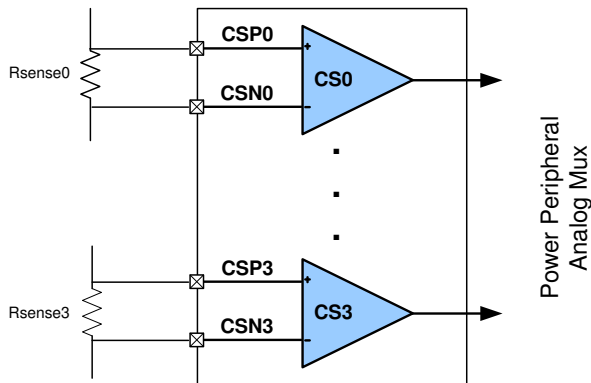 CSP0
Rsense0
CS0
CSN0
+
-
Power Peripheral
Analog Mux
CSP3
Rsense3
CS3
CSN3
+
-